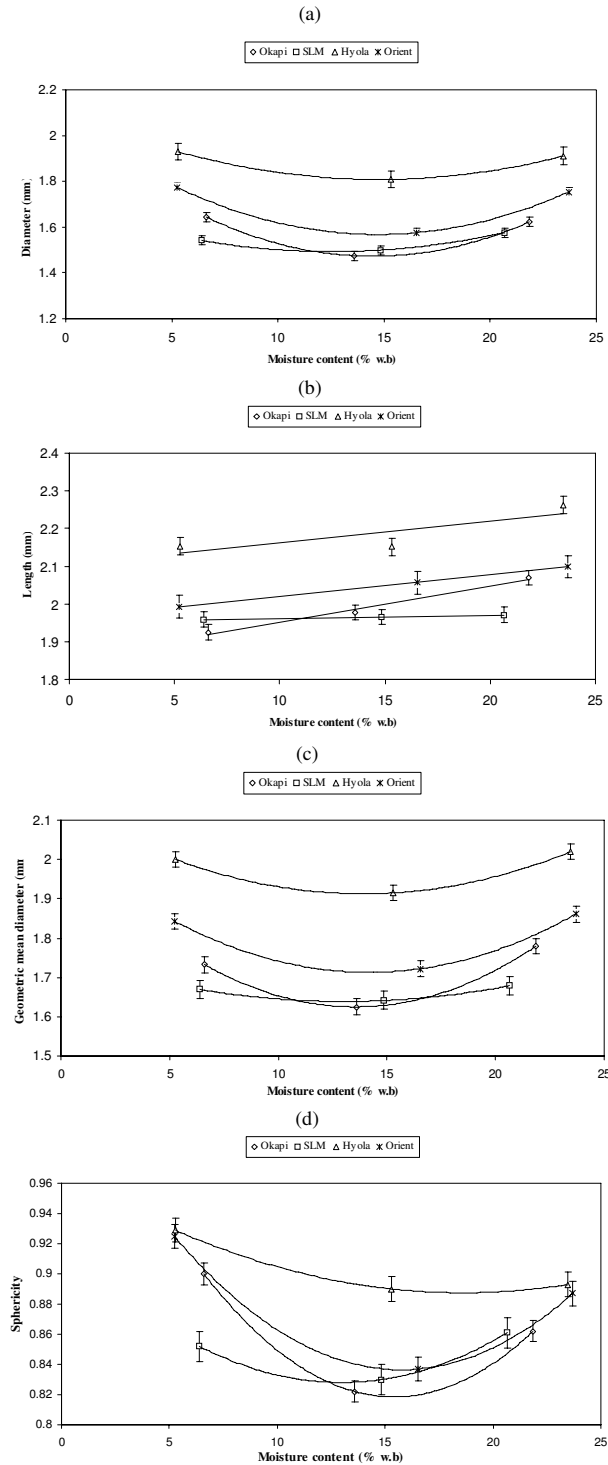 (a)
Okapi SLM Hyola Orient
2.2
2
1.8
1.6
1.4
1.2
Diameter (mm)
0 5 10 15 20 25
Moisture content (% w.b)
(b)
Okapi SLM Hyola Orient
2.4
2.3
2.2
2.1
2
1.9
1.8
Length (mm)
0 5 10 15 20 25
Moisture content (% w.b)
(c)
Okapi SLM Hyola Orient
2.1
2
1.9
1.8
1.7
1.6
1.5
Geometric mean diameter (mn
0 5 10 15 20 25
Moisture content (% w.b)
(d)
Okapi SLM Hyola Orient
0.96
0.94
0.92
0.9
0.88
0.86
0.84
0.82
0.8
Sphericity
0 5 10 15 20 25
Moisture content (% w.b)